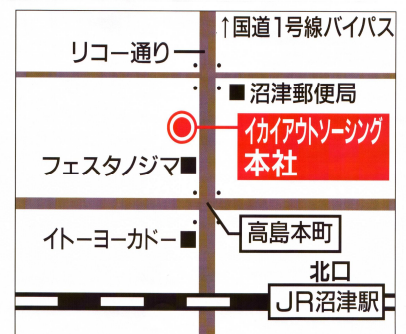 ↑国道1号線バイパス
リコー通り
■沼津郵便局
イカイアウトソーシング
本社
フェスタノジマ■
高島本町
イトーヨーカドー■
北口
JR沼津駅